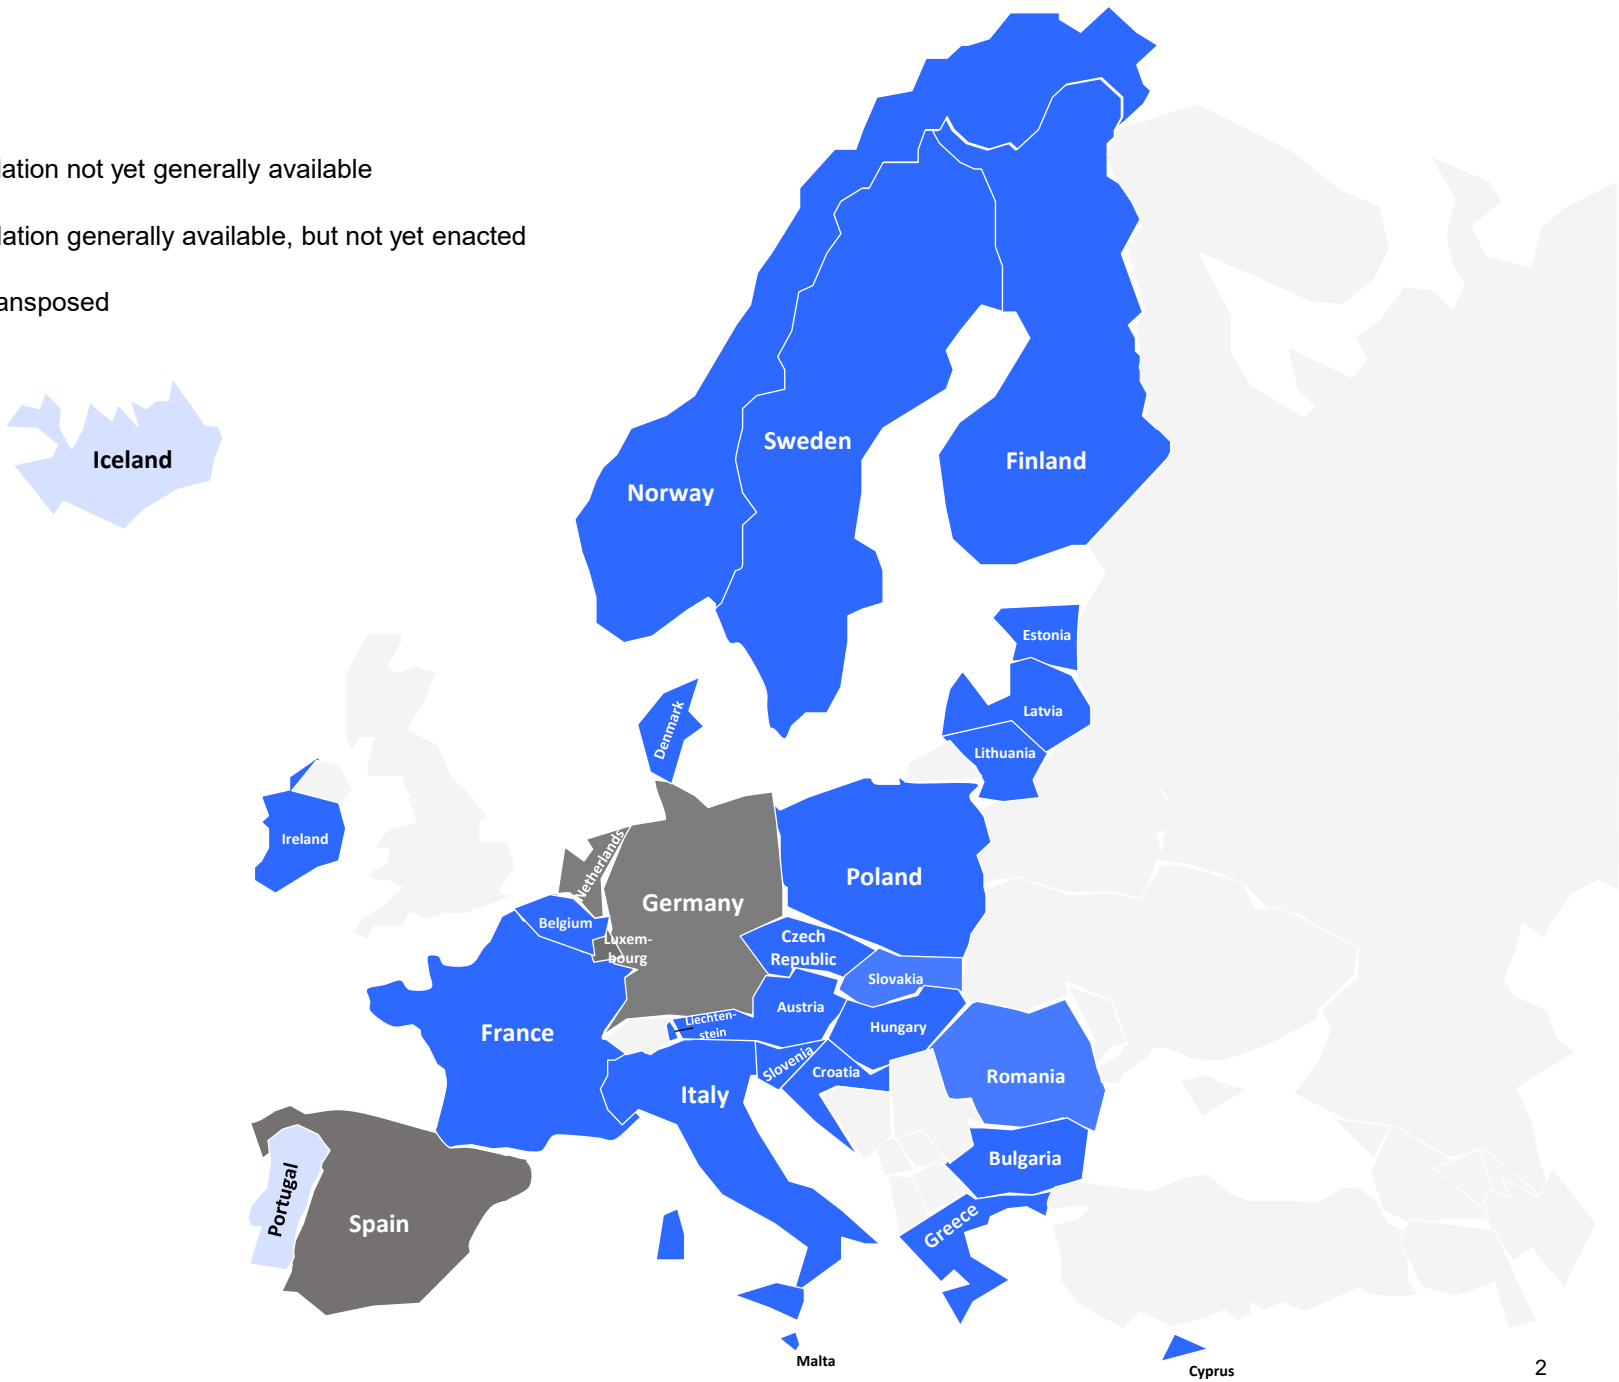 lation not yet generally available
lation generally available, but not yet enacted
ansposed
Iceland
Sweden
Finland
Norway
Estonia
Latvia
Lithuania
Denmark
Ireland
Netherlands
Germany
Poland
Belgium
Luxem-
bourg
Czech
Republic
Slovakia
Austria
Liechten-
stein
Hungary
France
Slovenia
Croatia
Italy
Romania
Bulgaria
Portugal
Spain
Greece
Malta
Cyprus
2